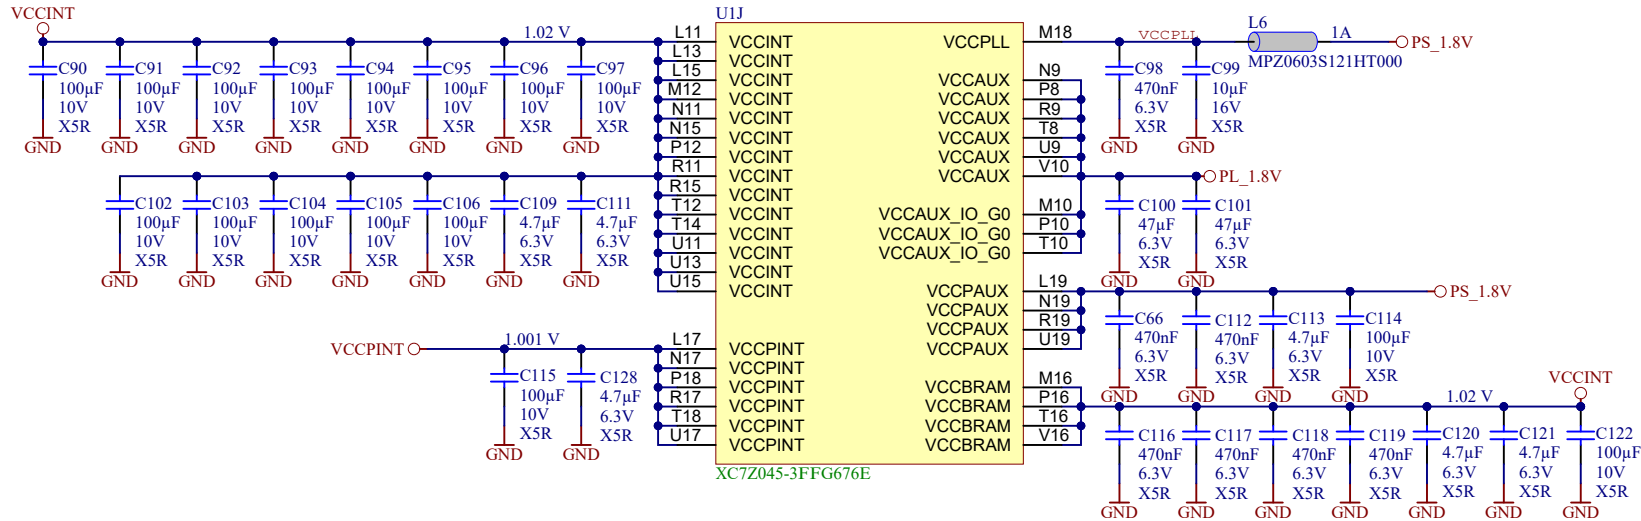 VCCINT
1.02 V
C90
100µF
10V
X5R
GND
C91
100µF
10V
X5R
GND
C92
100µF
10V
X5R
GND
C93
100µF
10V
X5R
GND
C94
100µF
10V
X5R
GND
C95
100µF
10V
X5R
GND
C96
100µF
10V
X5R
GND
C97
100µF
10V
X5R
GND
C102
100µF
10V
X5R
GND
C103
100µF
10V
X5R
GND
C104
100µF
10V
X5R
GND
C105
100µF
10V
X5R
GND
C106
100µF
10V
X5R
GND
C109
4.7µF
6.3V
X5R
GND
C111
4.7µF
6.3V
X5R
GND
VCCPINT
1.001 V
C115
100µF
10V
X5R
GND
C128
4.7µF
6.3V
X5R
GND
U1J
L11 VCCINT
L13 VCCINT
L15 VCCINT
M12 VCCINT
N11 VCCINT
N15 VCCINT
P12 VCCINT
R11 VCCINT
R15 VCCINT
T12 VCCINT
T14 VCCINT
U11 VCCINT
U13 VCCINT
U15 VCCINT
L17 VCCPINT
N17 VCCPINT
P18 VCCPINT
R17 VCCPINT
T18 VCCPINT
U17 VCCPINT
VCCPLL M18
VCCAUX N9
VCCAUX P8
VCCAUX R9
VCCAUX T8
VCCAUX U9
VCCAUX V10
VCCAUX_IO_G0 M10
VCCAUX_IO_G0 P10
VCCAUX_IO_G0 T10
VCCPAUX L19
VCCPAUX N19
VCCPAUX R19
VCCPAUX U19
VCCBRAM M16
VCCBRAM P16
VCCBRAM T16
VCCBRAM V16
XC7Z045-3FFG676E
VCCPLL
L6
1A
MPZ0603S121HT000
PS_1.8V
C98
470nF
6.3V
X5R
GND
C99
10µF
16V
X5R
GND
PL_1.8V
C100
47µF
6.3V
X5R
GND
C101
47µF
6.3V
X5R
GND
PS_1.8V
C66
470nF
6.3V
X5R
GND
C112
470nF
6.3V
X5R
GND
C113
4.7µF
6.3V
X5R
GND
C114
100µF
10V
X5R
GND
VCCINT
1.02 V
C116
470nF
6.3V
X5R
GND
C117
470nF
6.3V
X5R
GND
C118
470nF
6.3V
X5R
GND
C119
470nF
6.3V
X5R
GND
C120
4.7µF
6.3V
X5R
GND
C121
4.7µF
6.3V
X5R
GND
C122
100µF
10V
X5R
GND